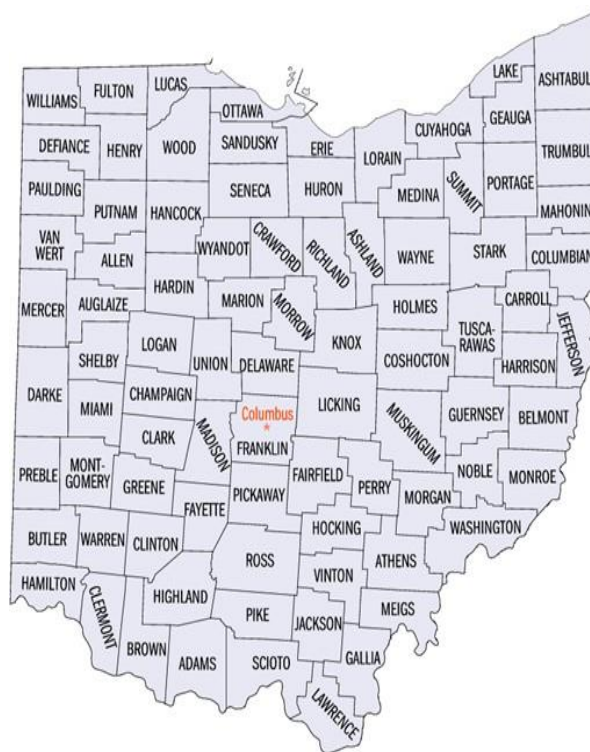 LAKE
ASHTABUL
LUCAS
FULTON
WILLIAMS
OTTAWA
GEAUGA
CUYAHOGA
DEFIANCE
HENRY
WOOD
SANDUSKY
ERIE
LORAIN
TRUMBUL
PAULDING
SENECA
HURON
MEDINA
SUMMIT
PORTAGE
PUTNAM
HANCOCK
MAHONIN
VAN
WERT
ALLEN
WYANDOT
CRAWFORD
RICHLAND
ASHLAND
WAYNE
STARK
COLUMBIAN
HARDIN
MERCER
AUGLAIZE
MARION
MORROW
HOLMES
CARROLL
JEFFERSON
LOGAN
UNION
KNOX
TUSCA-
RAWAS
SHELBY
DELAWARE
COSHOCTON
HARRISON
DARKE
CHAMPAIGN
MIAMI
Columbus
LICKING
MUSKINGUM
GUERNSEY
BELMONT
CLARK
MADISON
FRANKLIN
PREBLE
MONT-
GOMERY
GREENE
PICKAWAY
FAIRFIELD
PERRY
NOBLE
MONROE
MORGAN
FAYETTE
HOCKING
WASHINGTON
BUTLER
WARREN
CLINTON
ROSS
ATHENS
VINTON
HAMILTON
CLERMONT
HIGHLAND
PIKE
JACKSON
MEIGS
BROWN
ADAMS
SCIOTO
GALLIA
LAWRENCE